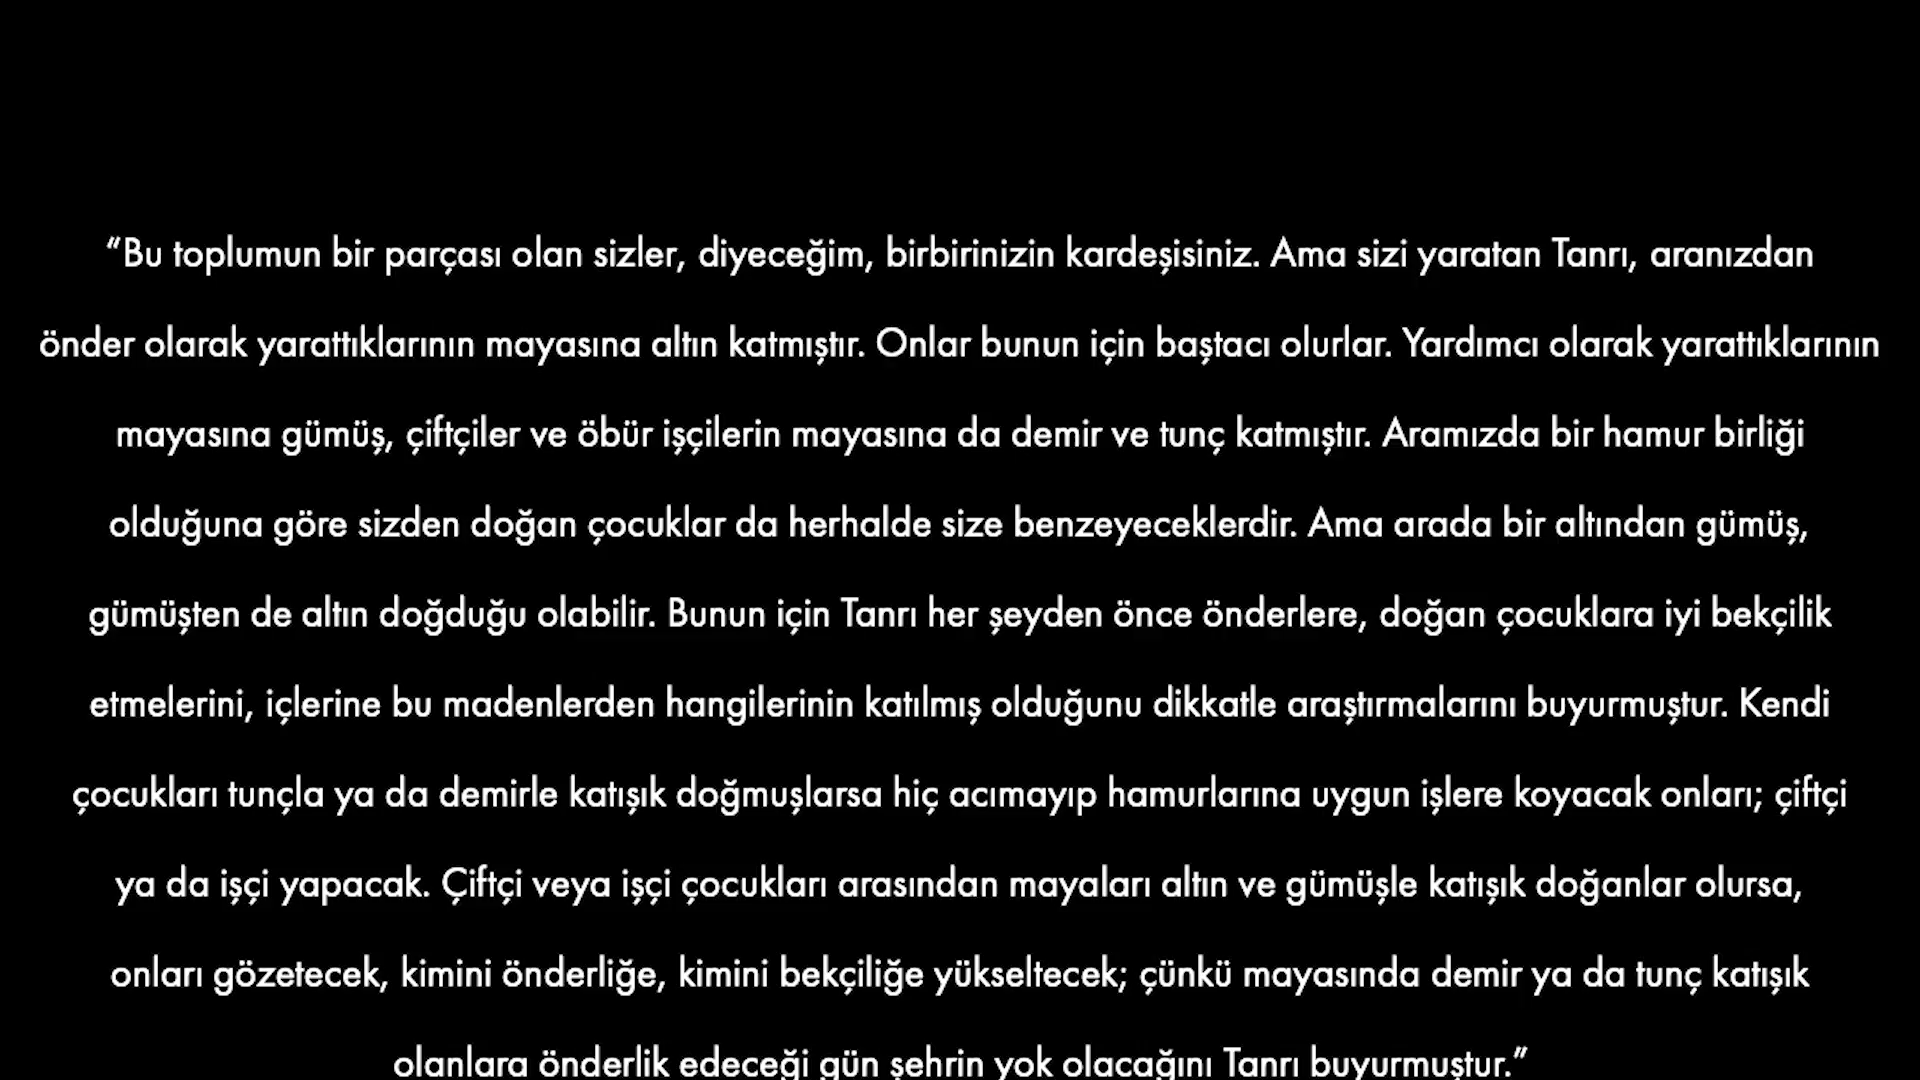 “Bu toplumun bir parçası olan sizler, diyeceğim, birbirinizin kardeşisiniz. Ama sizi yaratan Tanrı, aranızdan
önder olarak yarattıklarının mayasına altın katmıştır. Onlar bunun için baştacı olurlar. Yardımcı olarak yarattıklarının
mayasına gümüş, çiftçiler ve öbür işçilerin mayasına da demir ve tunç katmıştır. Aramızda bir hamur birliği
olduğuna göre sizden doğan çocuklar da herhalde size benzeyeceklerdir. Ama arada bir altından gümüş,
gümüşten de altın doğduğu olabilir. Bunun için Tanrı her şeyden önce önderlere, doğan çocuklara iyi bekçilik
etmelerini, içlerine bu madenlerden hangilerinin katılmış olduğunu dikkatle araştırmalarını buyurmuştur. Kendi
çocukları tunçla ya da demirle katışık doğmuşlarsa hiç acımayıp hamurlarına uygun işlere koyacak onları; çiftçi
ya da işçi yapacak. Çiftçi veya işçi çocukları arasından mayaları altın ve gümüşle katışık doğanlar olursa,
onları gözetecek, kimini önderliğe, kimini bekçiliğe yükseltecek; çünkü mayasında demir ya da tunç katışık
olanlara önderlik edeceği gün şehrin yok olacağını Tanrı buyurmuştur.”